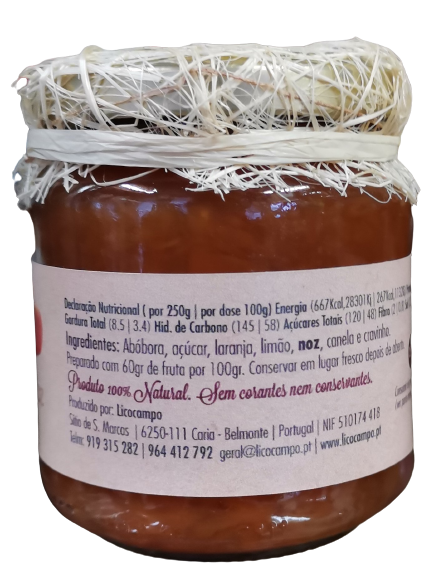 Declaração Nutricional ( por 250g | por dose 100g) Energia (667Kcal,
Gordura Total (8.5 | 3.4) Hid. de Carbono (145 | 58) Açúcares Totais (120 | 48) Fibra
Ingredientes: Abóbora, açúcar, laranja, limão, noz, canela e cravinho.
Preparado com 60gr de fruta por 100gr. Conservar em lugar fresco depois de aberto.
Produto 100% Natural. Sem corantes nem conservantes.
Produzido por: Licocampo
Sítio de S. Marcos | 6250-111 Caria - Belmonte | Portugal | NIF 510174 418
Telm: 919 315 282 | 964 412 792 geral@licocampo.pt | www.licocampo.pt